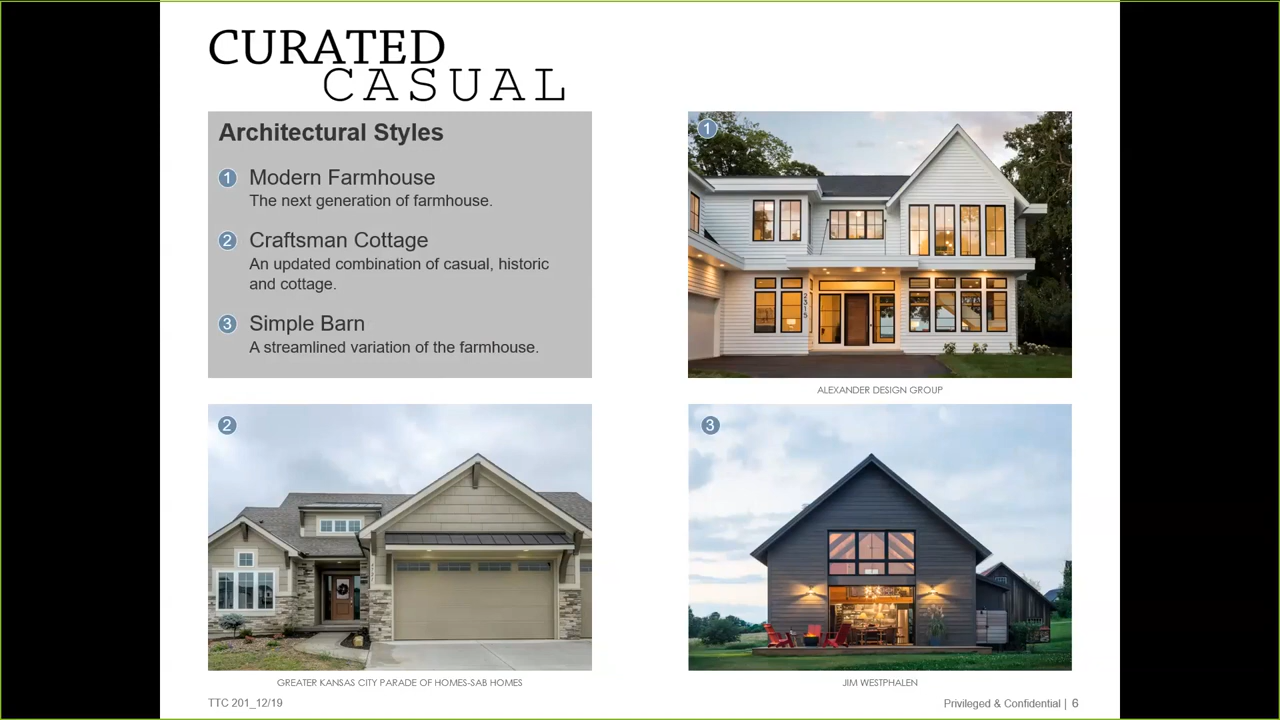 CURATED
CASUAL
Architectural Styles
1 Modern Farmhouse
The next generation of farmhouse.
2 Craftsman Cottage
An updated combination of casual, historic
and cottage.
3 Simple Barn
A streamlined variation of the farmhouse.
1
2315
ALEXANDER DESIGN GROUP
2
GREATER KANSAS CITY PARADE OF HOMES-SAB HOMES
3
JIM WESTPHALEN
TTC 201_12/19
Privileged & Confidential | 6